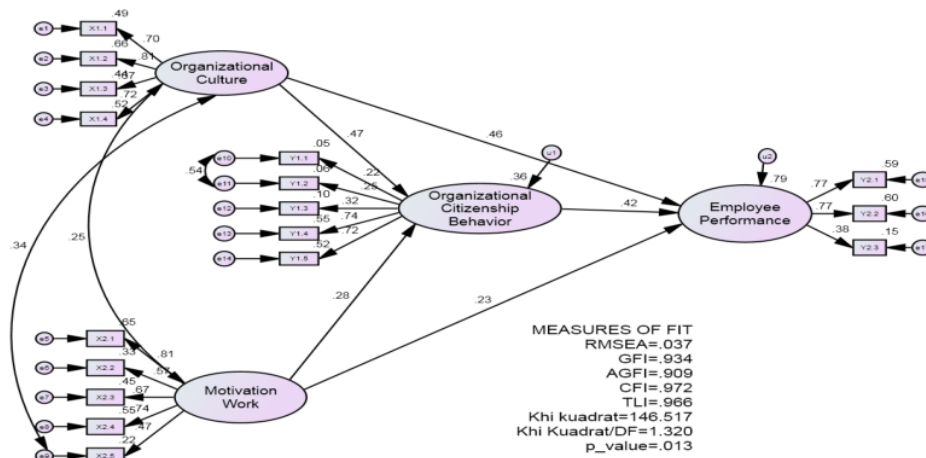 .49
e1
X1.1
.70
.66
e2
X1.2
.81
.44
.67
e3
X1.3
.72
.52
e4
X1.4
Organizational
Culture
.46
.47
.05
e10
Y1.1
.22
.54
.06
e11
Y1.2
.25
.10
e12
Y1.3
.32
.74
.55
e13
Y1.4
.72
.52
e14
Y1.5
u1
.36
Organizational
Citizenship
Behavior
.42
u2
.79
Employee
Performance
.59
.77
Y2.1
.77
.60
Y2.2
.38
.15
Y2.3
.34
.25
.28
.23
.65
e5
X2.1
.81
.33
e6
X2.2
.57
.45
e7
X2.3
.67
.55
.74
e8
X2.4
.47
.22
e9
X2.5
Motivation
Work
MEASURES OF FIT
RMSEA=.037
GFI=.934
AGFI=.909
CFI=.972
TLI=.966
Khi kuadrat=146.517
Khi Kuadrat/DF=1.320
p_value=.013